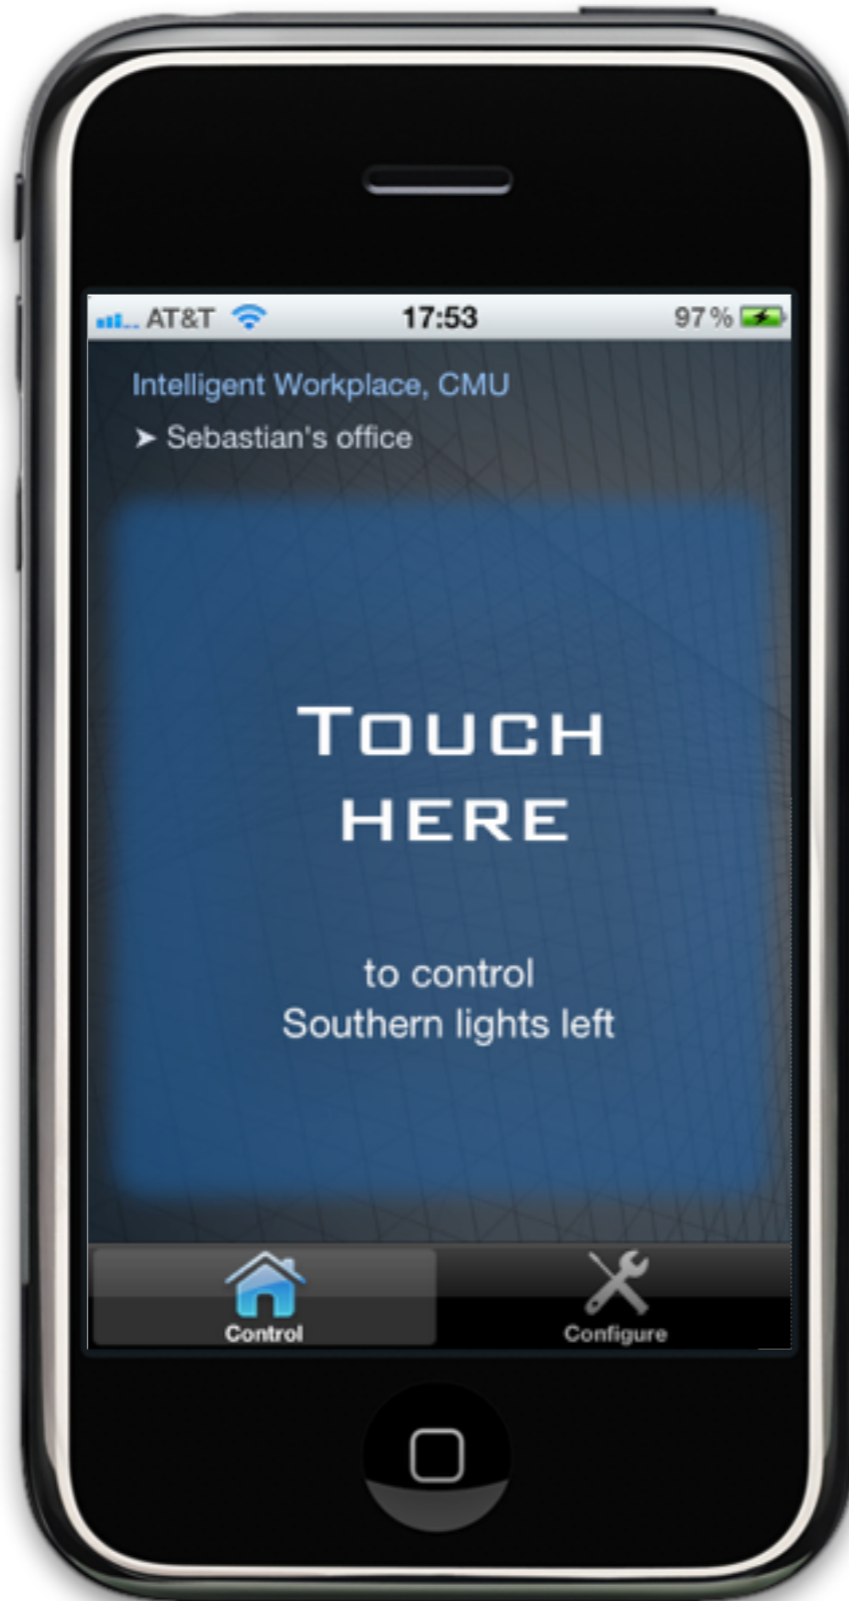 AT&T 17:53 97%
Intelligent Workplace, CMU
➤ Sebastian's office
TOUCH
HERE
to control
Southern lights left
Control Configure